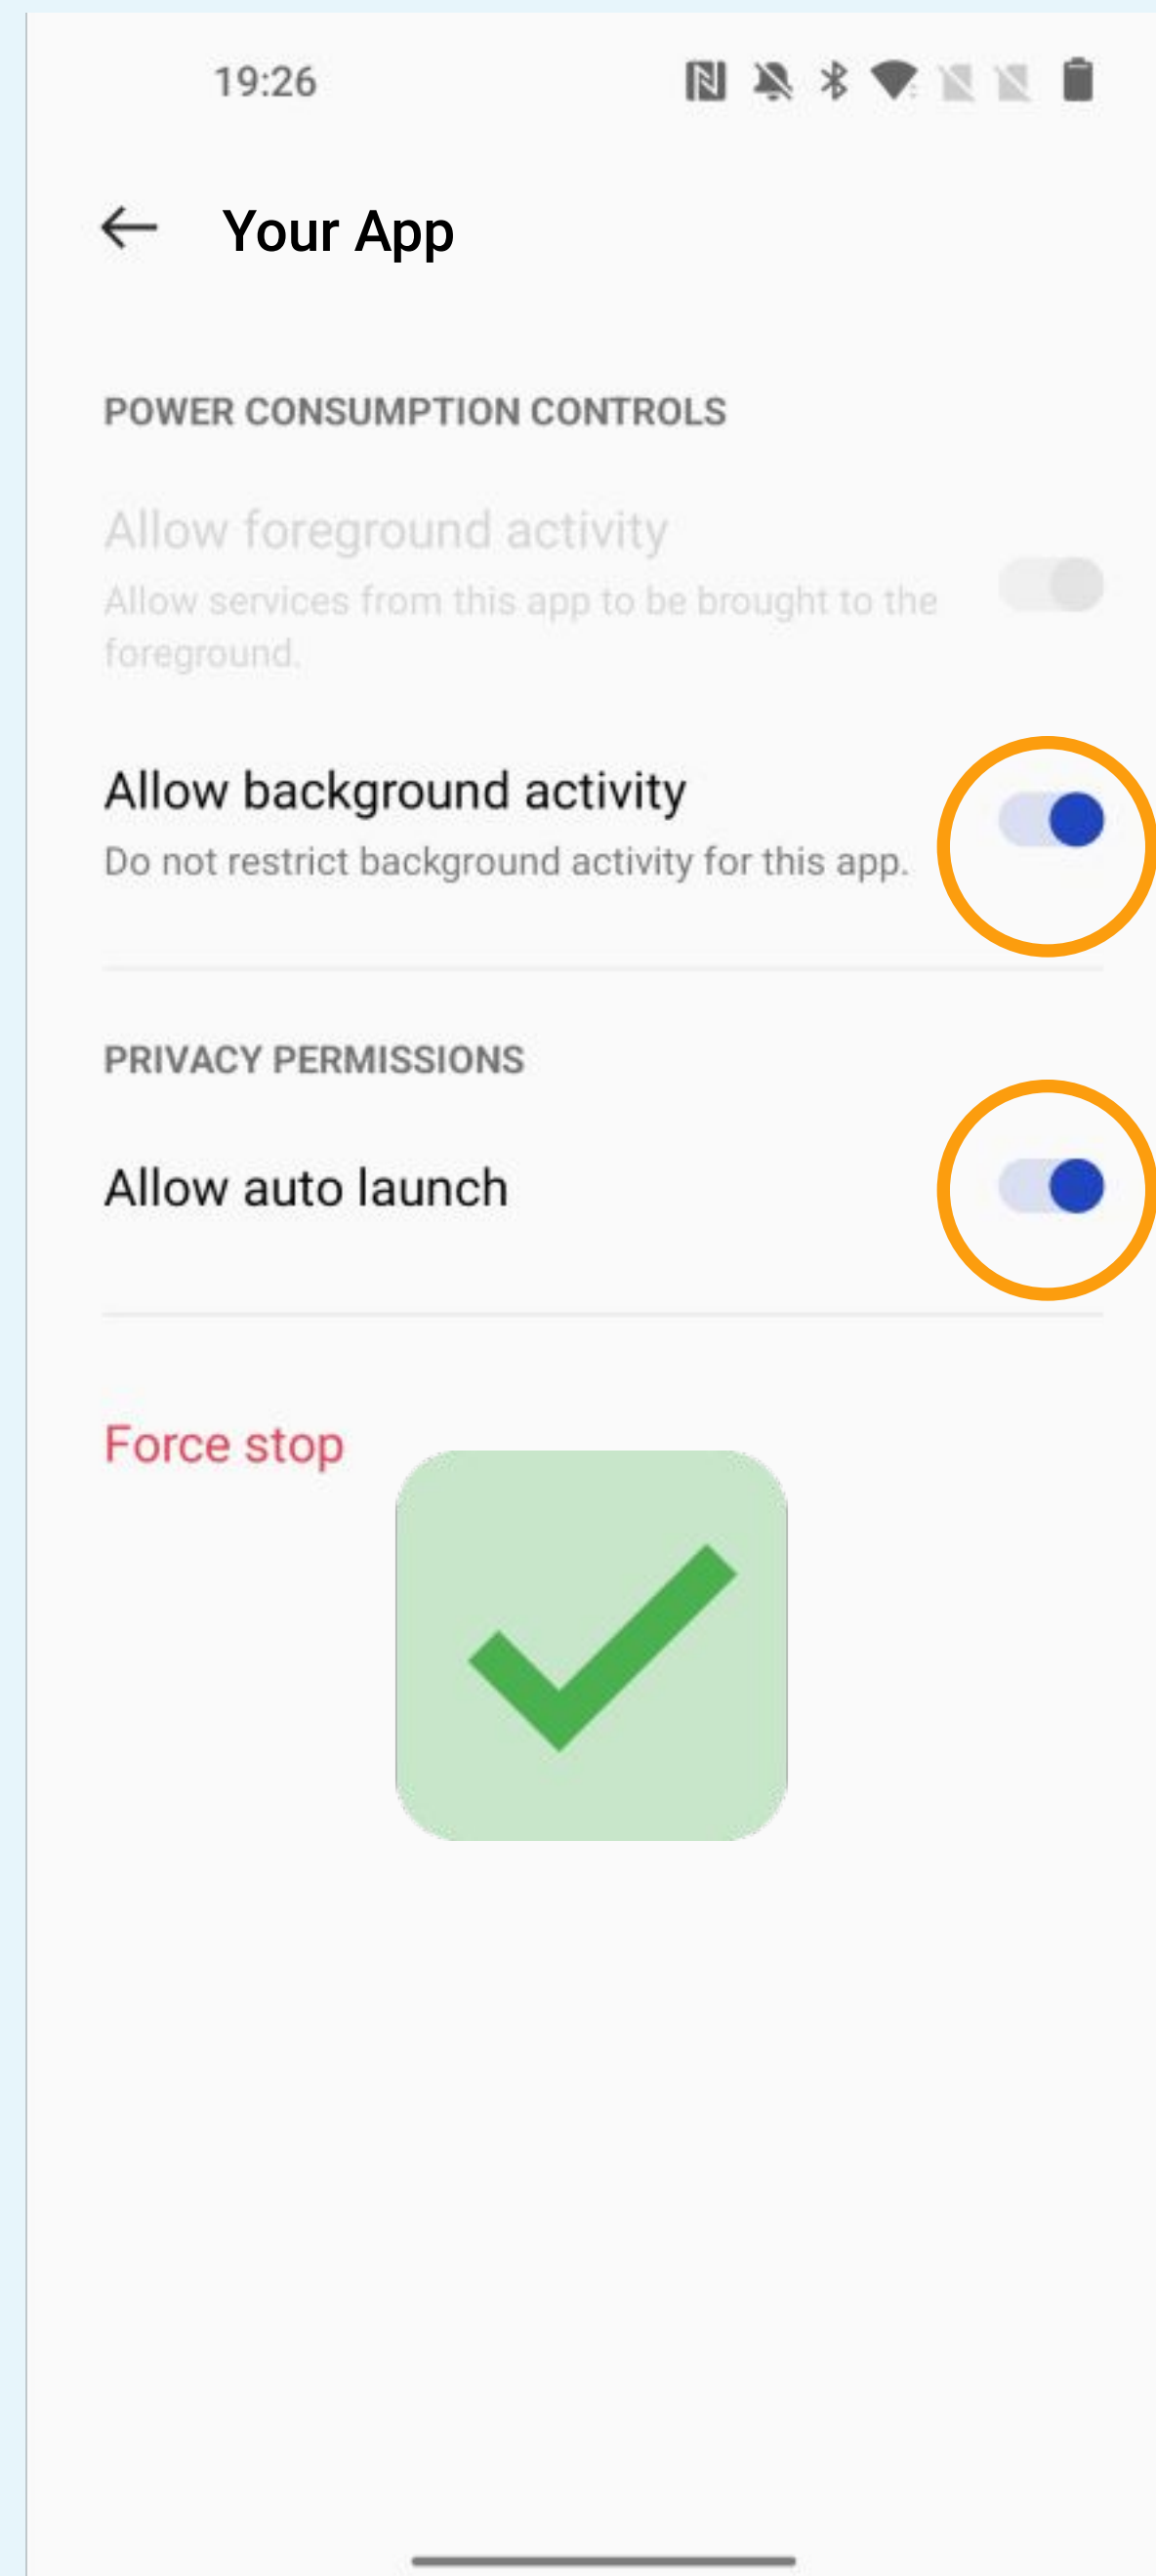 19:26
Your App
POWER CONSUMPTION CONTROLS
Allow foreground activity
Allow services from this app to be brought to the
foreground.
Allow background activity
Do not restrict background activity for this app.
PRIVACY PERMISSIONS
Allow auto launch
Force stop